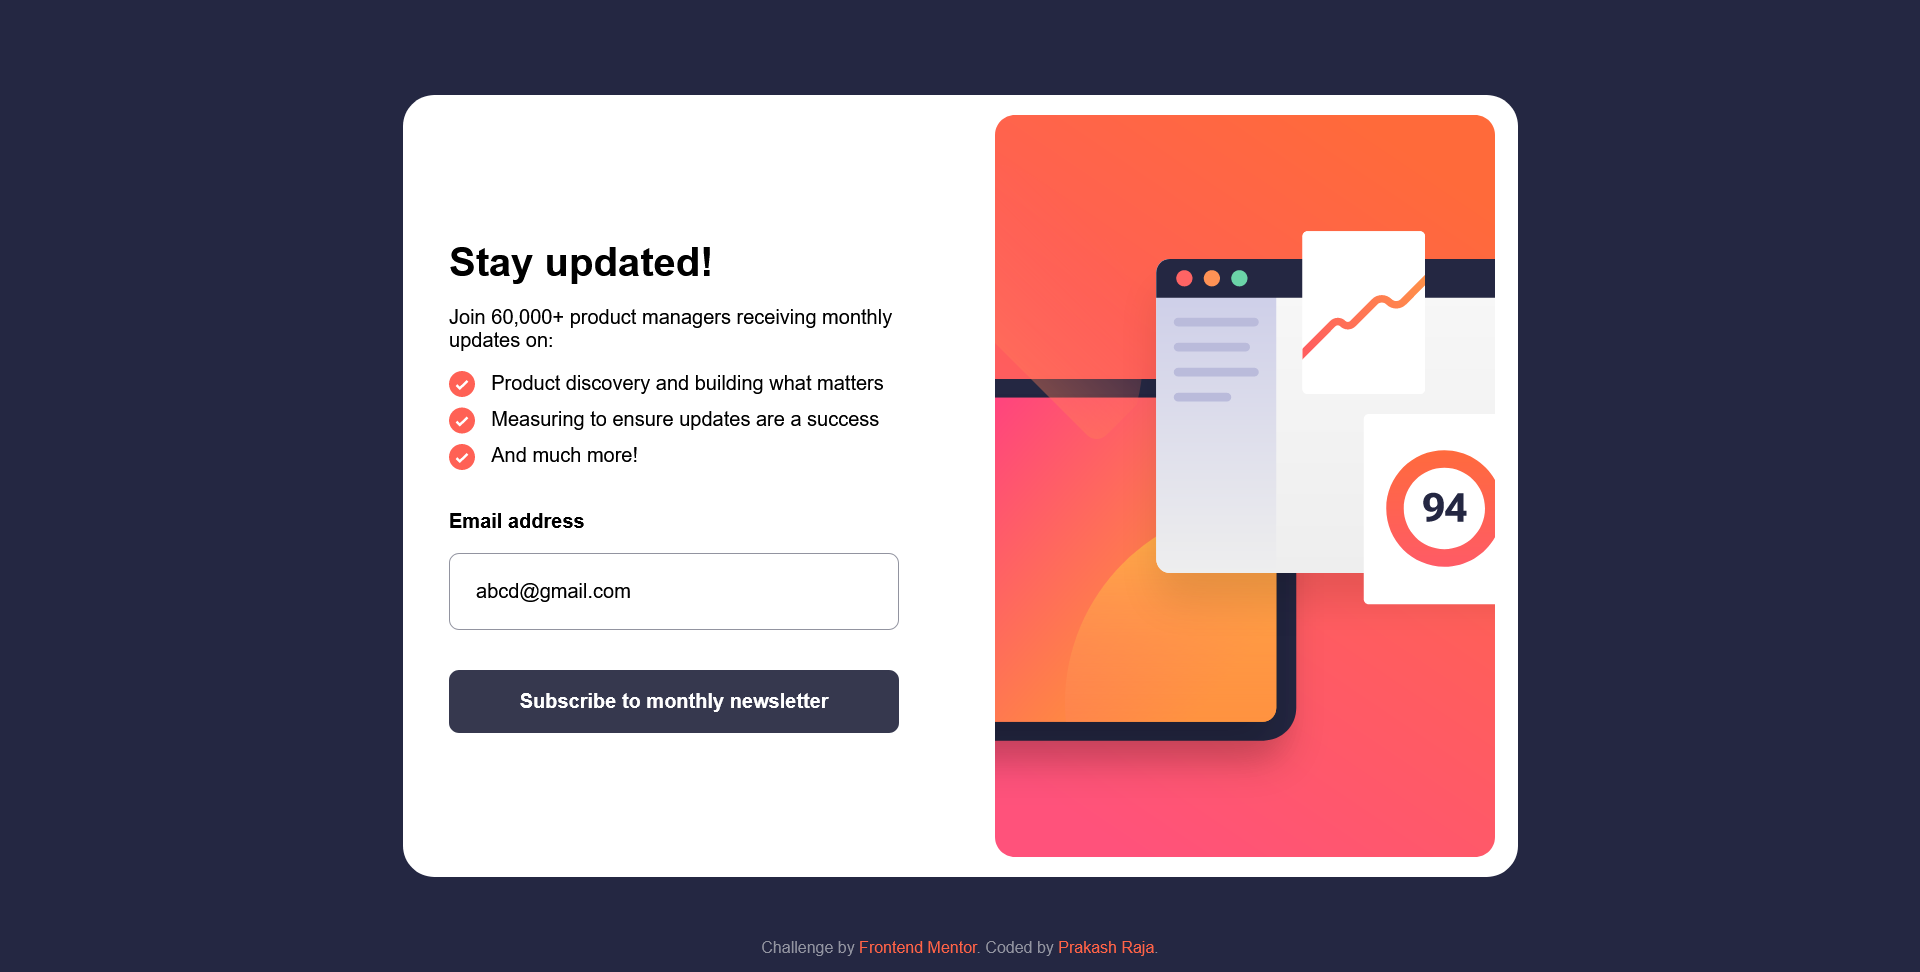 Stay updated!
Join 60,000+ product managers receiving monthly
updates on:
Product discovery and building what matters
Measuring to ensure updates are a success
And much more!
Email address
abcd@gmail.com
Subscribe to monthly newsletter
94
Challenge by Frontend Mentor. Coded by Prakash Raja.